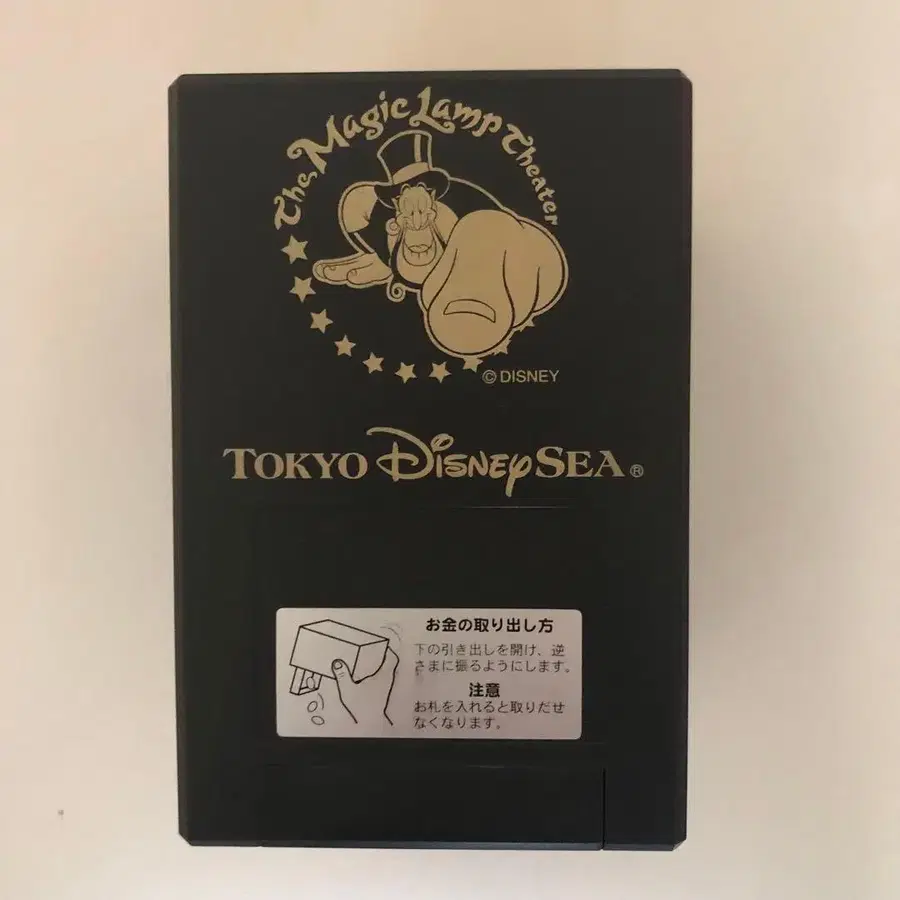 The Magic Lamp Theater
© DISNEY
TOKYO DISNEY SEA ®
お金の取り出し方
下の引き出しを開け、逆
さまに振るようにします。
注意
お札を入れると取りだせ
なくなります。